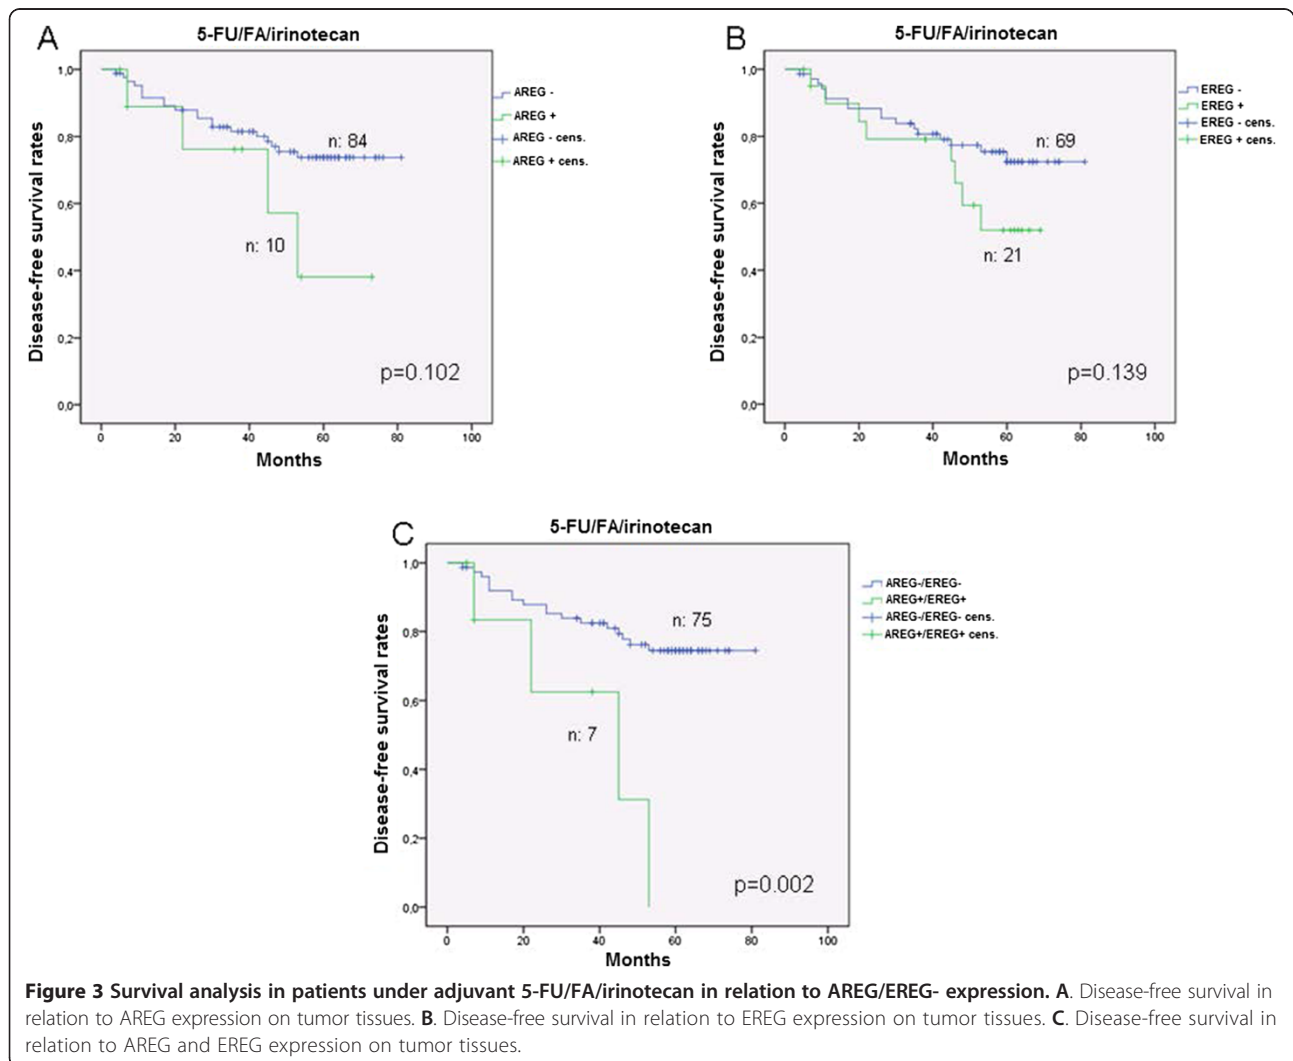 A
5-FU/FA/irinotecan
Disease-free survival rates
1,0
0,8
0,6
0,4
0,2
0,0
n: 84
n: 10
p=0.102
0 20 40 60 80 100
Months
AREG -
AREG +
AREG - cens.
AREG + cens.
B
5-FU/FA/irinotecan
Disease-free survival rates
1,0
0,8
0,6
0,4
0,2
0,0
n: 69
n: 21
p=0.139
0 20 40 60 80 100
Months
EREG -
EREG +
EREG - cens.
EREG + cens.
C
5-FU/FA/irinotecan
Disease-free survival rates
1,0
0,8
0,6
0,4
0,2
0,0
n: 75
n: 7
p=0.002
0 20 40 60 80 100
Months
AREG-/EREG-
AREG+/EREG+
AREG-/EREG- cens.
AREG+/EREG+ cens.
Figure 3 Survival analysis in patients under adjuvant 5-FU/FA/irinotecan in relation to AREG/EREG- expression. A. Disease-free survival in
relation to AREG expression on tumor tissues. B. Disease-free survival in relation to EREG expression on tumor tissues. C. Disease-free survival in
relation to AREG and EREG expression on tumor tissues.